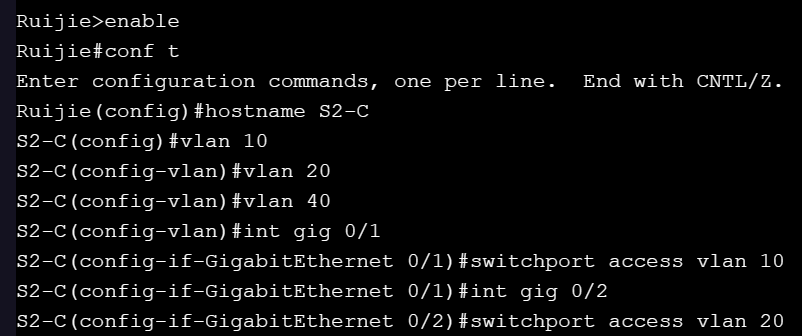 Ruijie>enable
Ruijie#conf t
Enter configuration commands, one per line.  End with CNTL/Z.
Ruijie(config)#hostname S2-C
S2-C(config)#vlan 10
S2-C(config-vlan)#vlan 20
S2-C(config-vlan)#vlan 40
S2-C(config-vlan)#int gig 0/1
S2-C(config-if-GigabitEthernet 0/1)#switchport access vlan 10
S2-C(config-if-GigabitEthernet 0/1)#int gig 0/2
S2-C(config-if-GigabitEthernet 0/2)#switchport access vlan 20